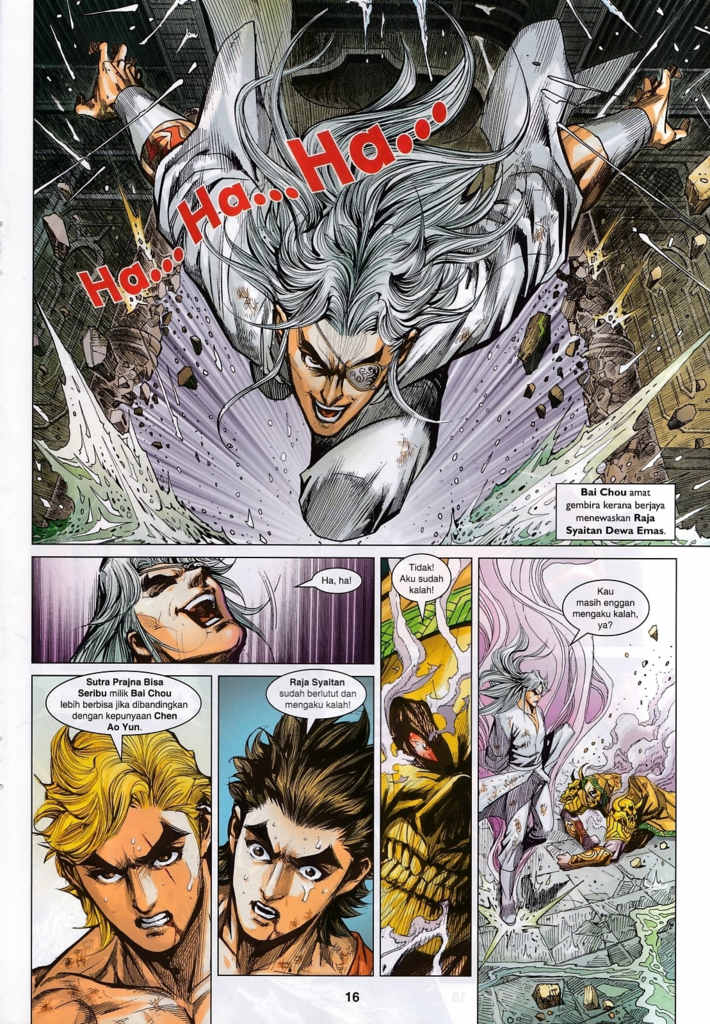 Ha... Ha... Ha...
Bai Chou amat
gembira kerana berjaya
menewaskan Raja
Syaitan Dewa Emas.
Ha, ha!
Sutra Prajna Bisa
Seribu milik Bai Chou
lebih berbisa jika dibandingkan
dengan kepunyaan Chen
Ao Yun.
Raja Syaitan
sudah berlutut dan
mengaku kalah!
Tidak!
Aku sudah
kalah!
Kau
masih enggan
mengaku kalah,
ya?
16